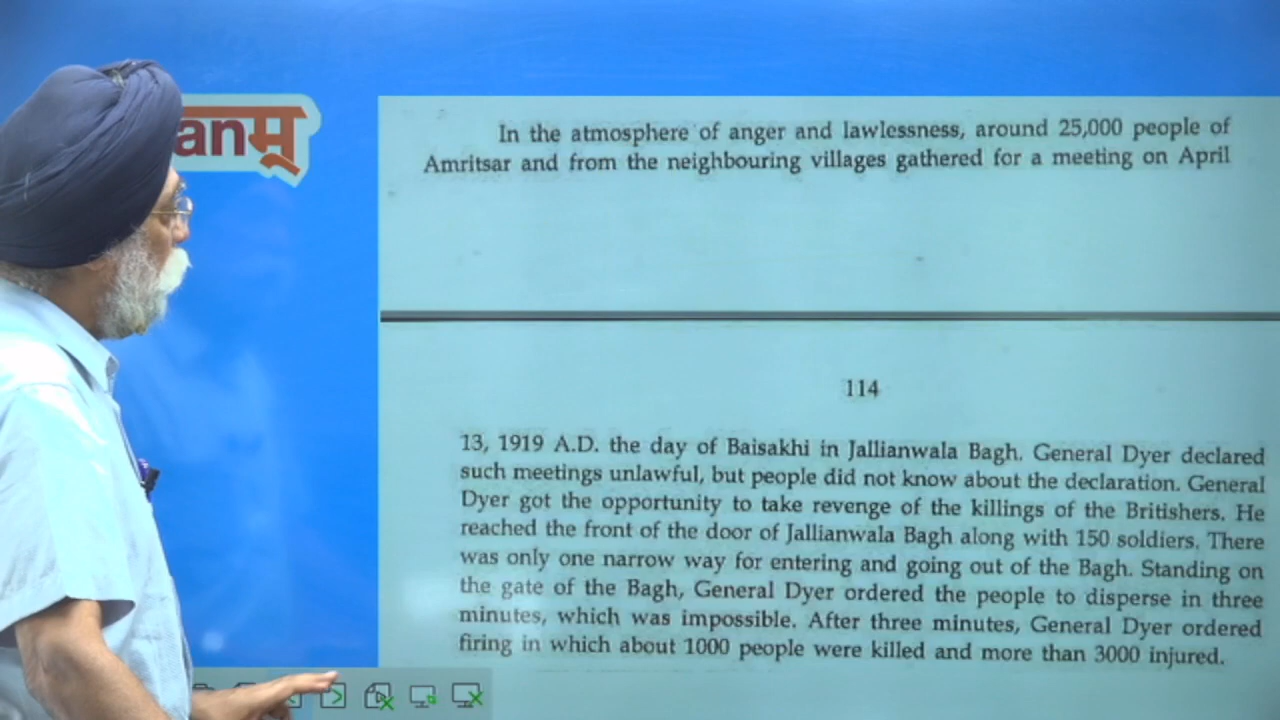 anमू
In the atmosphere of anger and lawlessness, around 25,000 people of
Amritsar and from the neighbouring villages gathered for a meeting on April
114
13, 1919 A.D. the day of Baisakhi in Jallianwala Bagh. General Dyer declared
such meetings unlawful, but people did not know about the declaration. General
Dyer got the opportunity to take revenge of the killings of the Britishers. He
reached the front of the door of Jallianwala Bagh along with 150 soldiers. There
was only one narrow way for entering and going out of the Bagh. Standing on
the gate of the Bagh, General Dyer ordered the people to disperse in three
minutes, which was impossible. After three minutes, General Dyer ordered
firing in which about 1000 people were killed and more than 3000 injured.